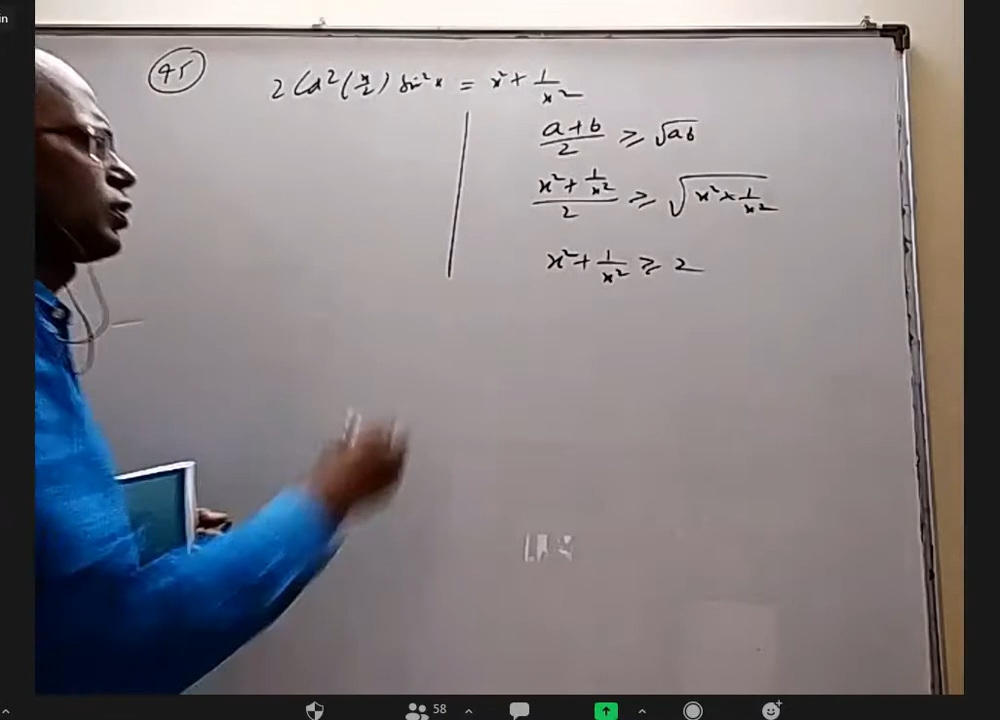 in
45 2 Cos²(x/2) sin²x = x² + 1/x²
(a+b)/2 ≥ √ab
(x² + 1/x²)/2 ≥ √(x² × 1/x²)
x² + 1/x² ≥ 2
58